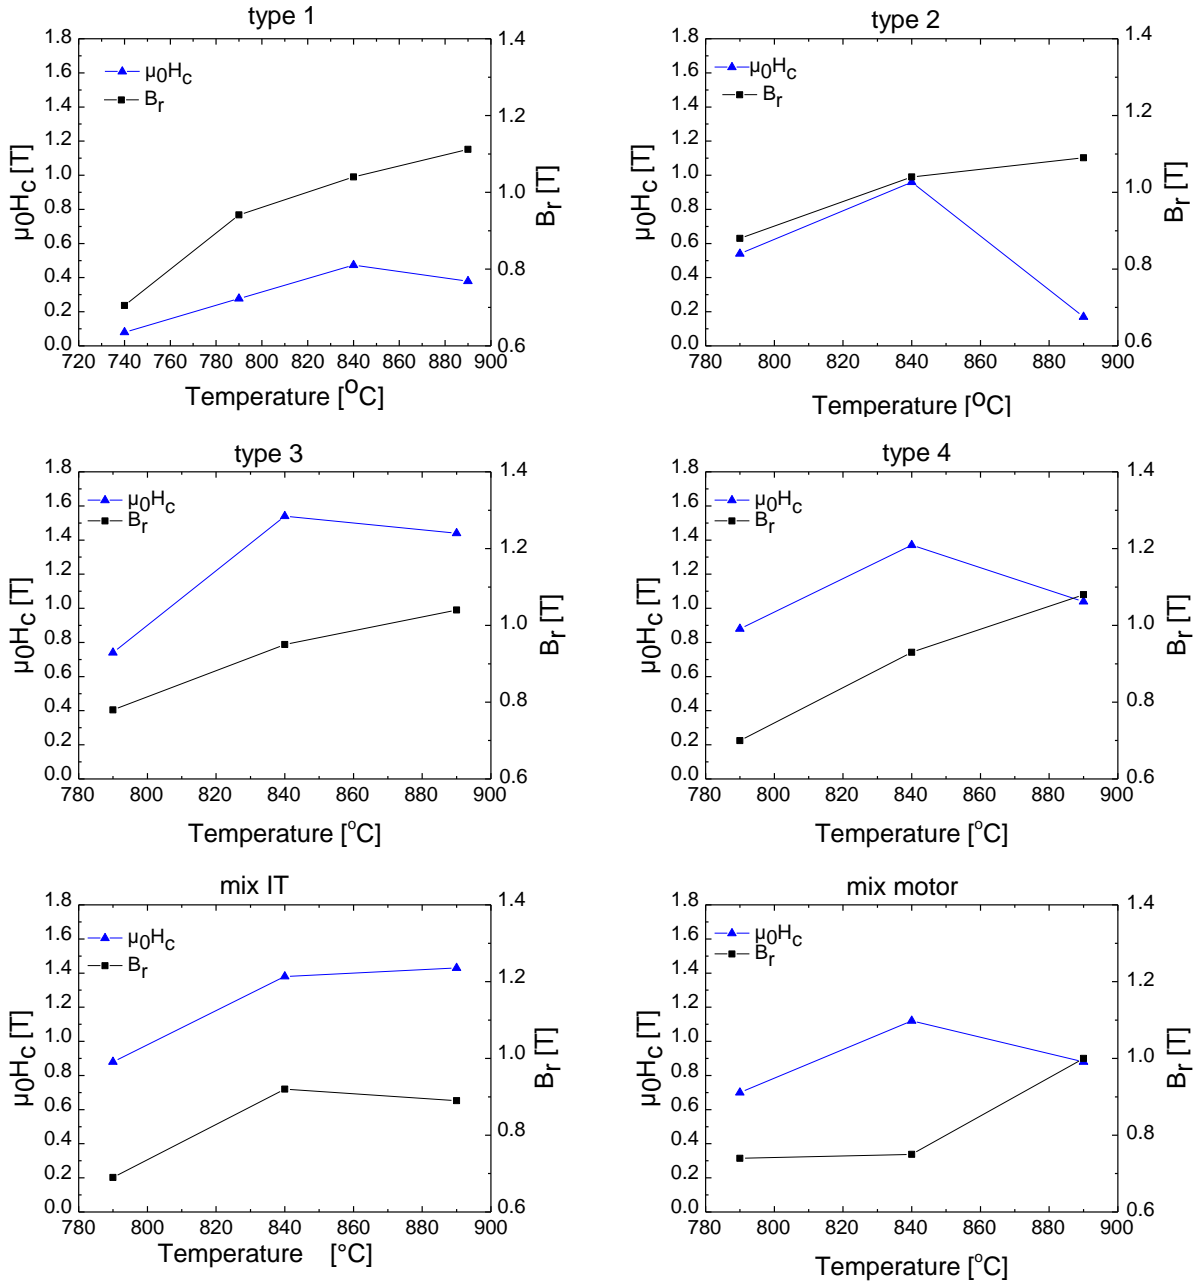 type 1
μ0Hc
Br
1.8
1.6
1.4
1.2
1.0
0.8
0.6
0.4
0.2
0.0
μ0Hc [T]
1.4
1.2
1.0
0.8
0.6
Br [T]
720 740 760 780 800 820 840 860 880 900
Temperature [oC]
type 2
μ0Hc
Br
1.8
1.6
1.4
1.2
1.0
0.8
0.6
0.4
0.2
0.0
μ0Hc [T]
1.4
1.2
1.0
0.8
0.6
Br [T]
780 800 820 840 860 880 900
Temperature [oC]
type 3
μ0Hc
Br
1.8
1.6
1.4
1.2
1.0
0.8
0.6
0.4
0.2
0.0
μ0Hc [T]
1.4
1.2
1.0
0.8
0.6
Br [T]
780 800 820 840 860 880 900
Temperature [oC]
type 4
μ0Hc
Br
1.8
1.6
1.4
1.2
1.0
0.8
0.6
0.4
0.2
0.0
μ0Hc [T]
1.4
1.2
1.0
0.8
0.6
Br [T]
780 800 820 840 860 880 900
Temperature [oC]
mix IT
μ0Hc
Br
1.8
1.6
1.4
1.2
1.0
0.8
0.6
0.4
0.2
0.0
μ0Hc [T]
1.4
1.2
1.0
0.8
0.6
Br [T]
780 800 820 840 860 880 900
Temperature [°C]
mix motor
μ0Hc
Br
1.8
1.6
1.4
1.2
1.0
0.8
0.6
0.4
0.2
0.0
μ0Hc [T]
1.4
1.2
1.0
0.8
0.6
Br [T]
780 800 820 840 860 880 900
Temperature [oC]